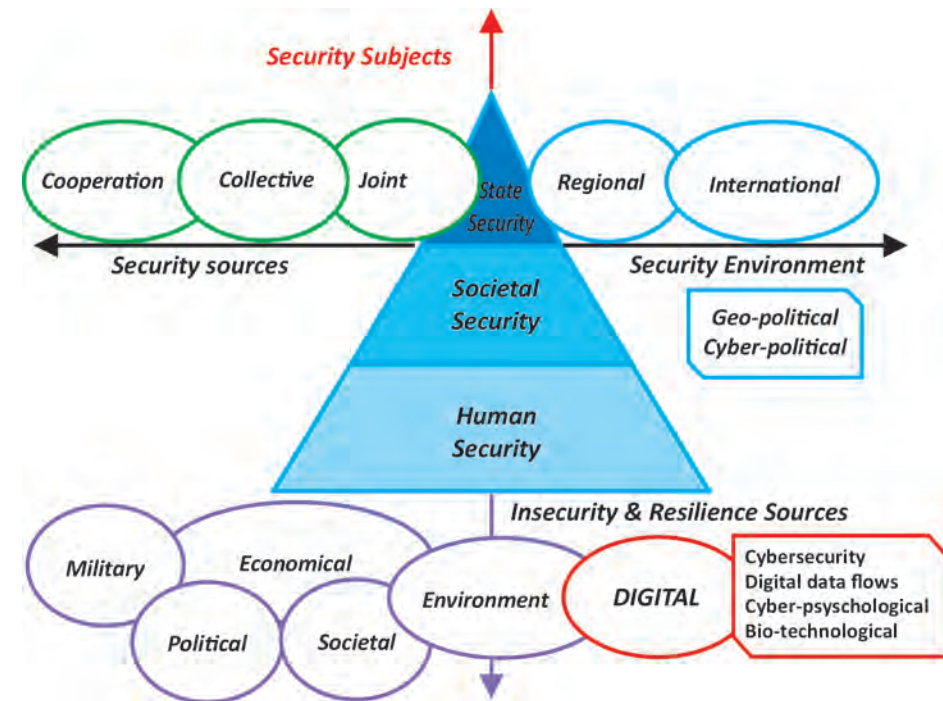 Security Subjects
Cooperation
Collective
Joint
State
Security
Regional
International
Security sources
Security Environment
Societal
Security
Geo-political
Cyber-political
Human
Security
Insecurity & Resilience Sources
Military
Economical
Political
Societal
Environment
DIGITAL
Cybersecurity
Digital data flows
Cyber-psyschological
Bio-technological